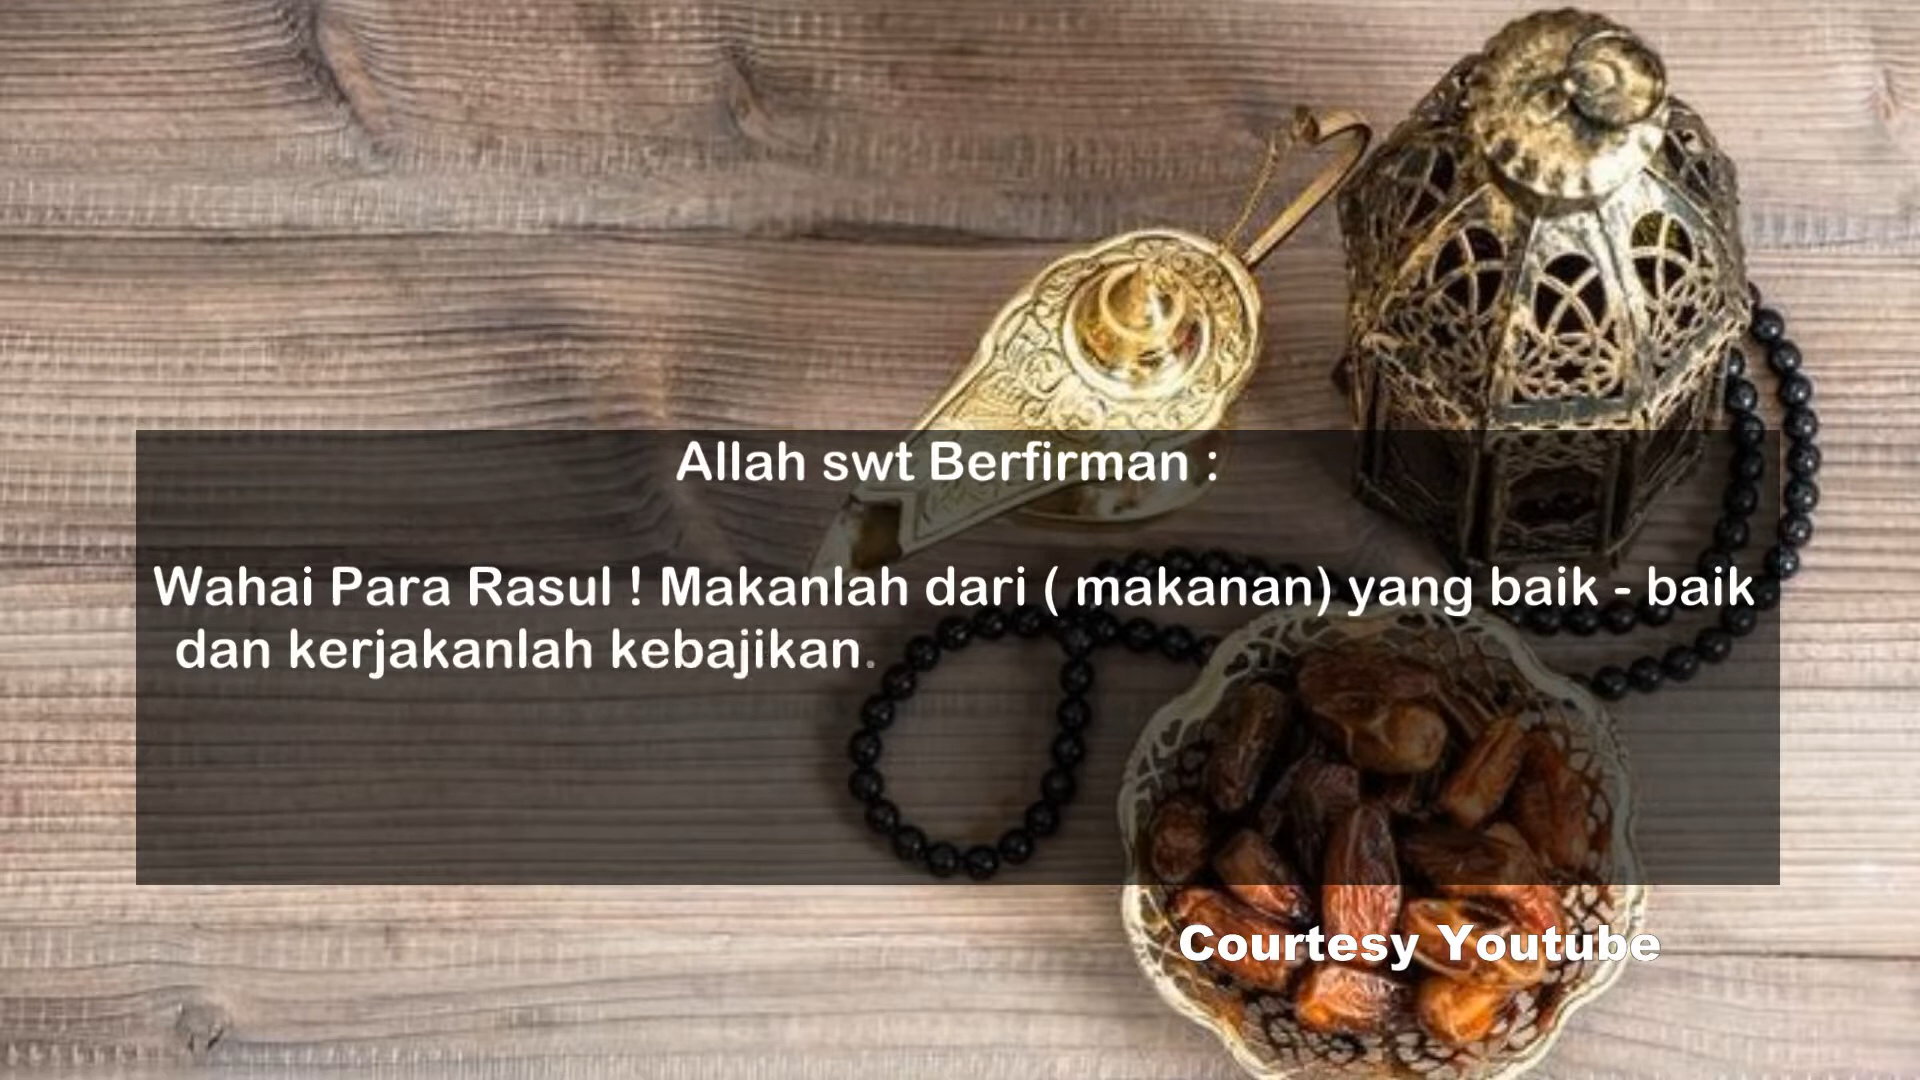 Allah swt Berfirman :
Wahai Para Rasul ! Makanlah dari ( makanan) yang baik - baik
dan kerjakanlah kebajikan.
Courtesy Youtube